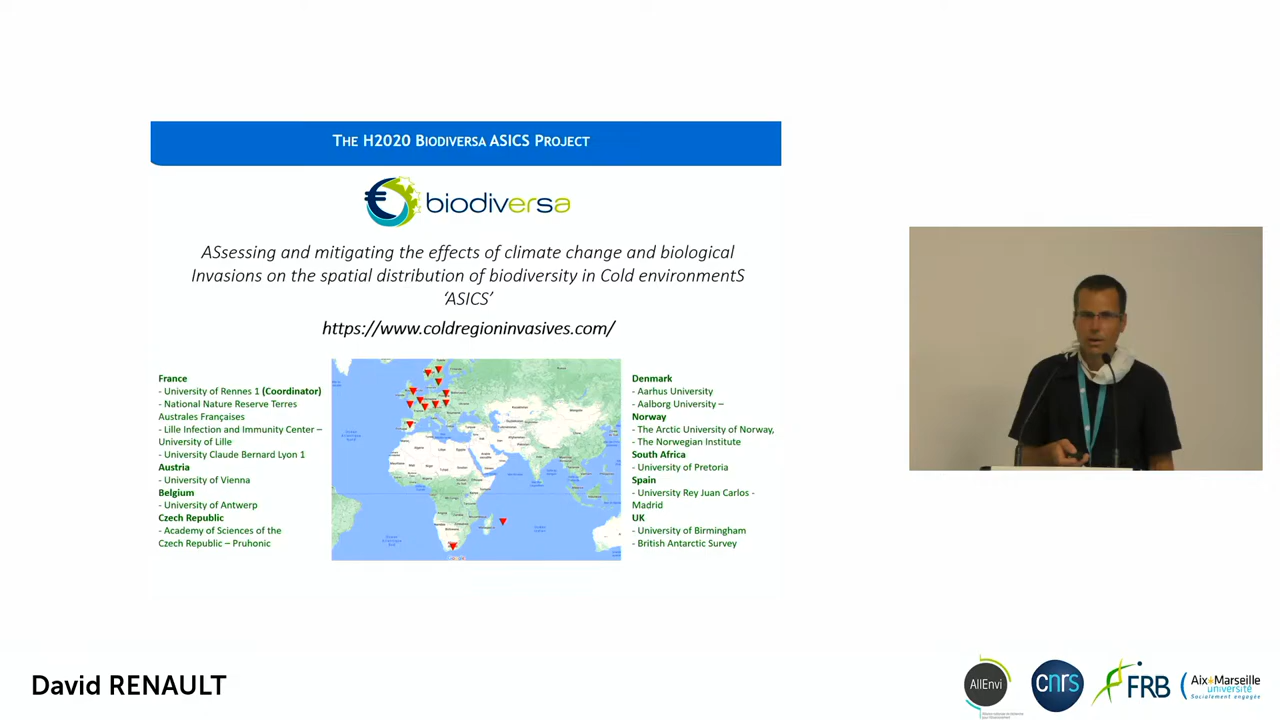 THE H2020 BIODIVERSA ASICS PROJECT
€ biodiversa
ASsessing and mitigating the effects of climate change and biological
Invasions on the spatial distribution of biodiversity in Cold environmentS
‘ASICS’
https://www.coldregioninvasives.com/
France
- University of Rennes 1 (Coordinator)
- National Nature Reserve Terres
Australes Françaises
- Lille Infection and Immunity Center –
University of Lille
- University Claude Bernard Lyon 1
Austria
- University of Vienna
Belgium
- University of Antwerp
Czech Republic
- Academy of Sciences of the
Czech Republic – Pruhonic
Denmark
- Aarhus University
- Aalborg University –
Norway
- The Arctic University of Norway,
- The Norwegian Institute
South Africa
- University of Pretoria
Spain
- University Rey Juan Carlos -
Madrid
UK
- University of Birmingham
- British Antarctic Survey
David RENAULT
AllEnvi
cnrs
FRB
Aix*Marseille
université
Socialement engagée